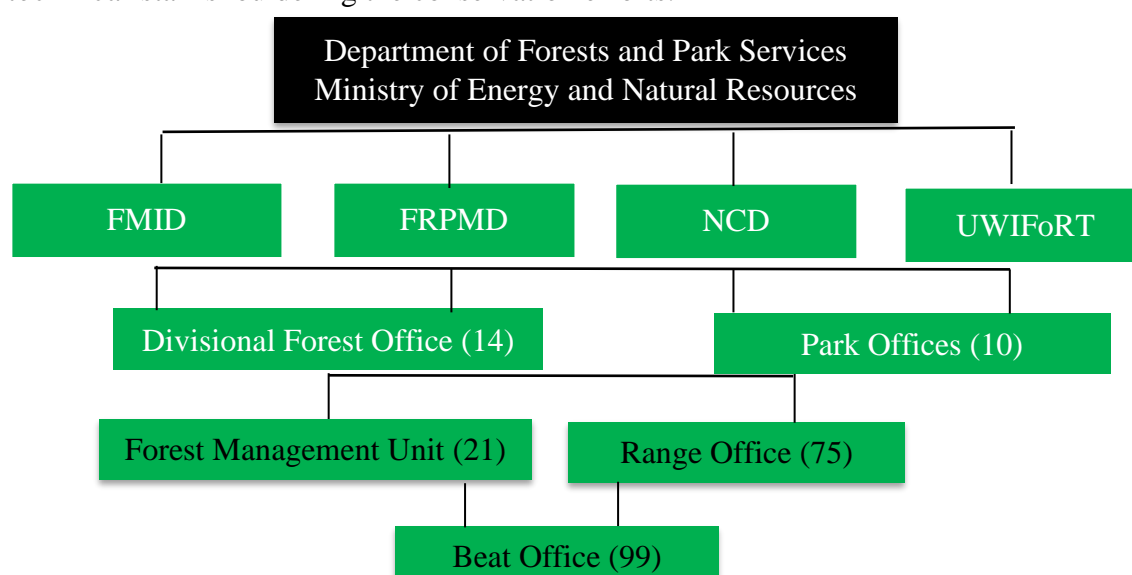 Department of Forests and Park Services
Ministry of Energy and Natural Resources
FMID
FRPMD
NCD
UWIFoRT
Divisional Forest Office (14)
Park Offices (10)
Forest Management Unit (21)
Range Office (75)
Beat Office (99)